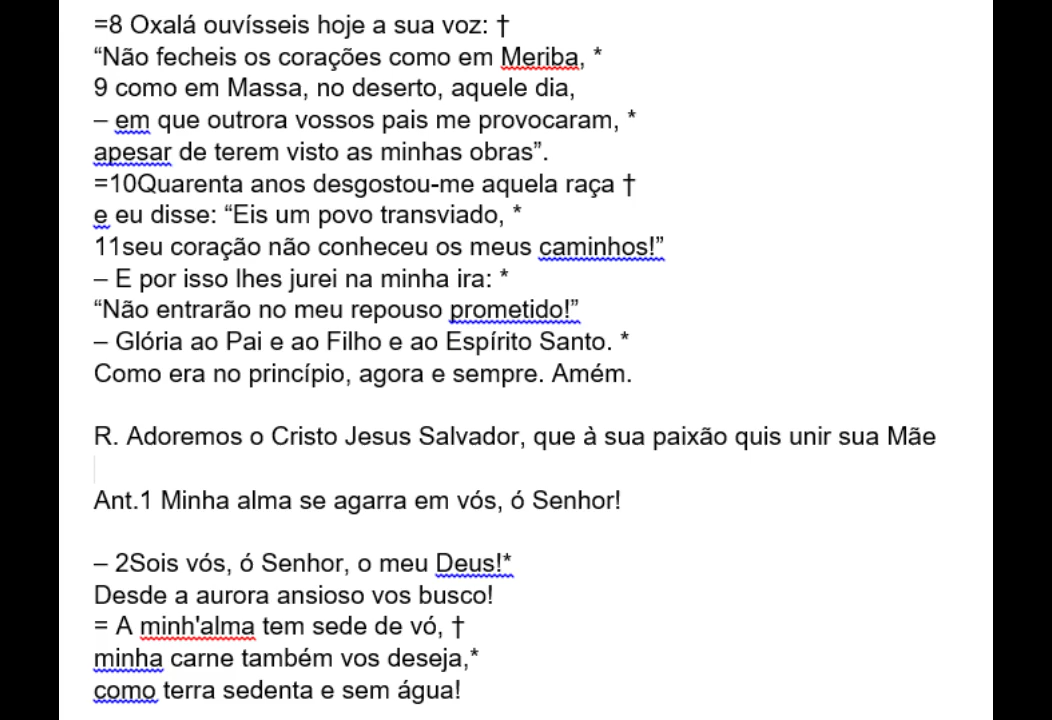 =8 Oxalá ouvísseis hoje a sua voz: †
“Não fecheis os corações como em Meriba, *
9 como em Massa, no deserto, aquele dia,
– em que outrora vossos pais me provocaram, *
apesar de terem visto as minhas obras”.
=10Quarenta anos desgostou-me aquela raça †
e eu disse: “Eis um povo transviado, *
11seu coração não conheceu os meus caminhos!”
– E por isso lhes jurei na minha ira: *
“Não entrarão no meu repouso prometido!”
– Glória ao Pai e ao Filho e ao Espírito Santo. *
Como era no princípio, agora e sempre. Amém.
R. Adoremos o Cristo Jesus Salvador, que à sua paixão quis unir sua Mãe
Ant.1 Minha alma se agarra em vós, ó Senhor!
– 2Sois vós, ó Senhor, o meu Deus!*
Desde a aurora ansioso vos busco!
= A minh'alma tem sede de vó, †
minha carne também vos deseja,*
como terra sedenta e sem água!